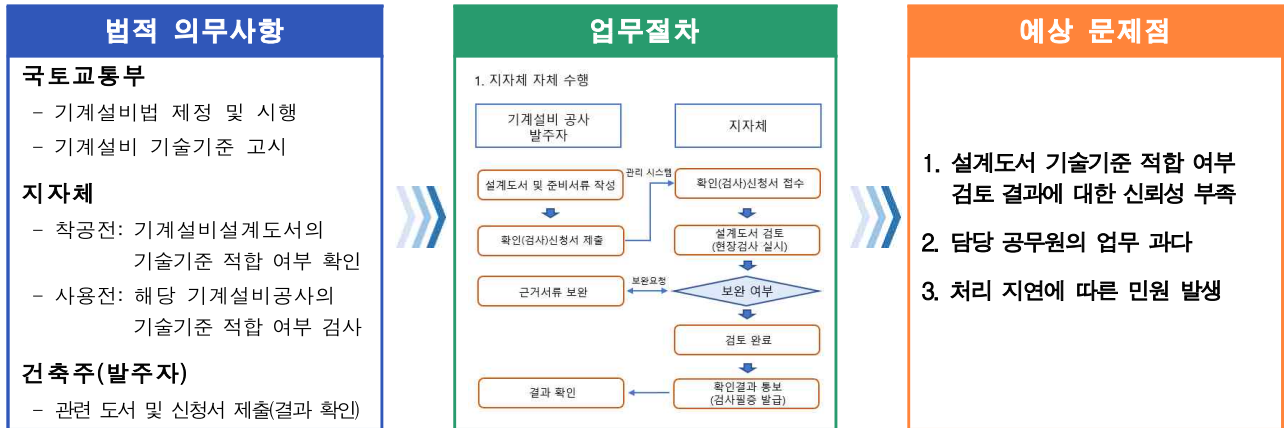 법적 의무사항
국토교통부
- 기계설비법 제정 및 시행
- 기계설비 기술기준 고시
지자체
- 착공전: 기계설비설계도서의
기술기준 적합 여부 확인
- 사용전: 해당 기계설비공사의
기술기준 적합 여부 검사
건축주(발주자)
- 관련 도서 및 신청서 제출(결과 확인)
업무절차
1. 지자체 자체 수행
기계설비 공사
발주자
지자체
설계도서 및 준비서류 작성
관리 시스템
확인(검사)신청서 접수
확인(검사)신청서 제출
설계도서 검토
(현장검사 실시)
근거서류 보완
보완요청
보완 여부
검토 완료
결과 확인
확인결과 통보
(검사필증 발급)
예상 문제점
1. 설계도서 기술기준 적합 여부
검토 결과에 대한 신뢰성 부족
2. 담당 공무원의 업무 과다
3. 처리 지연에 따른 민원 발생